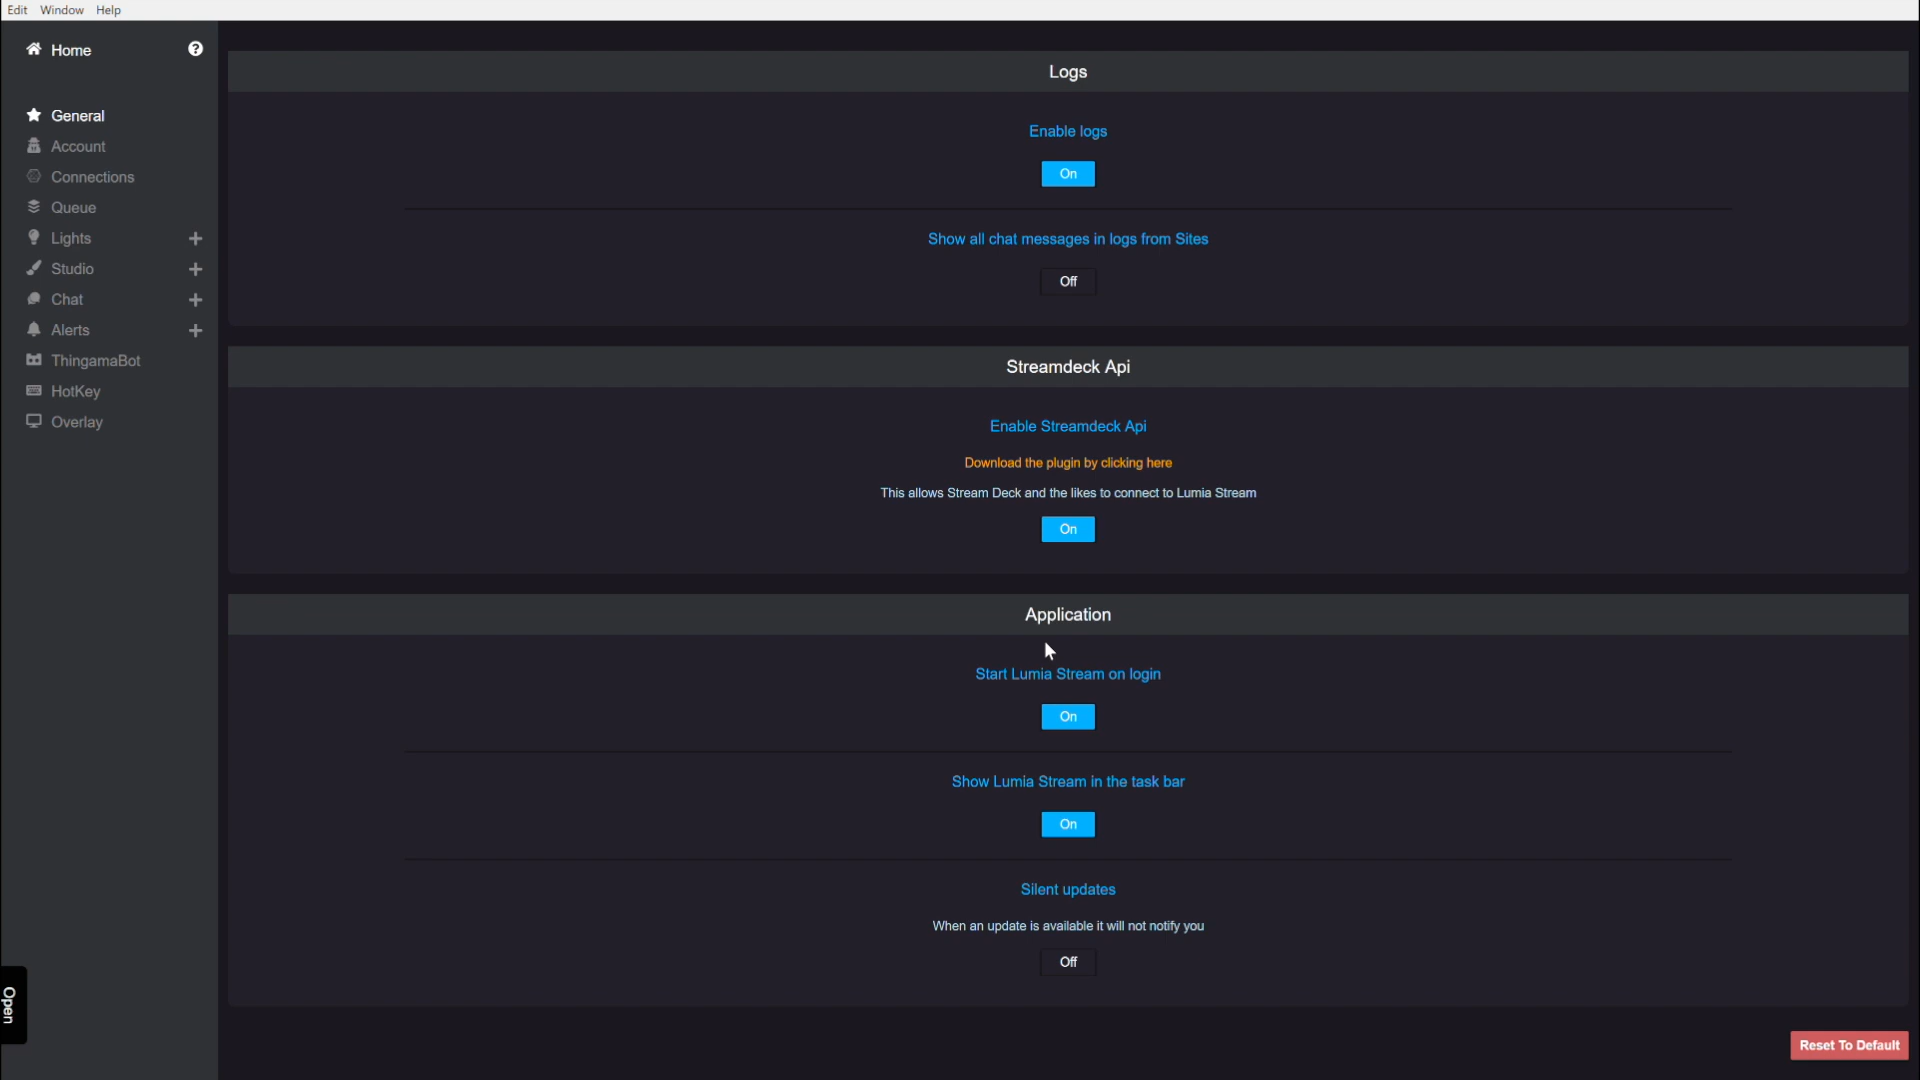 Edit Window Help
Home
?
General
Account
Connections
Queue
Lights
Studio
Chat
Alerts
ThingamaBot
HotKey
Overlay
Open
Logs
Enable logs
On
Show all chat messages in logs from Sites
Off
Streamdeck Api
Enable Streamdeck Api
Download the plugin by clicking here
This allows Stream Deck and the likes to connect to Lumia Stream
On
Application
Start Lumia Stream on login
On
Show Lumia Stream in the task bar
On
Silent updates
When an update is available it will not notify you
Off
Reset To Default